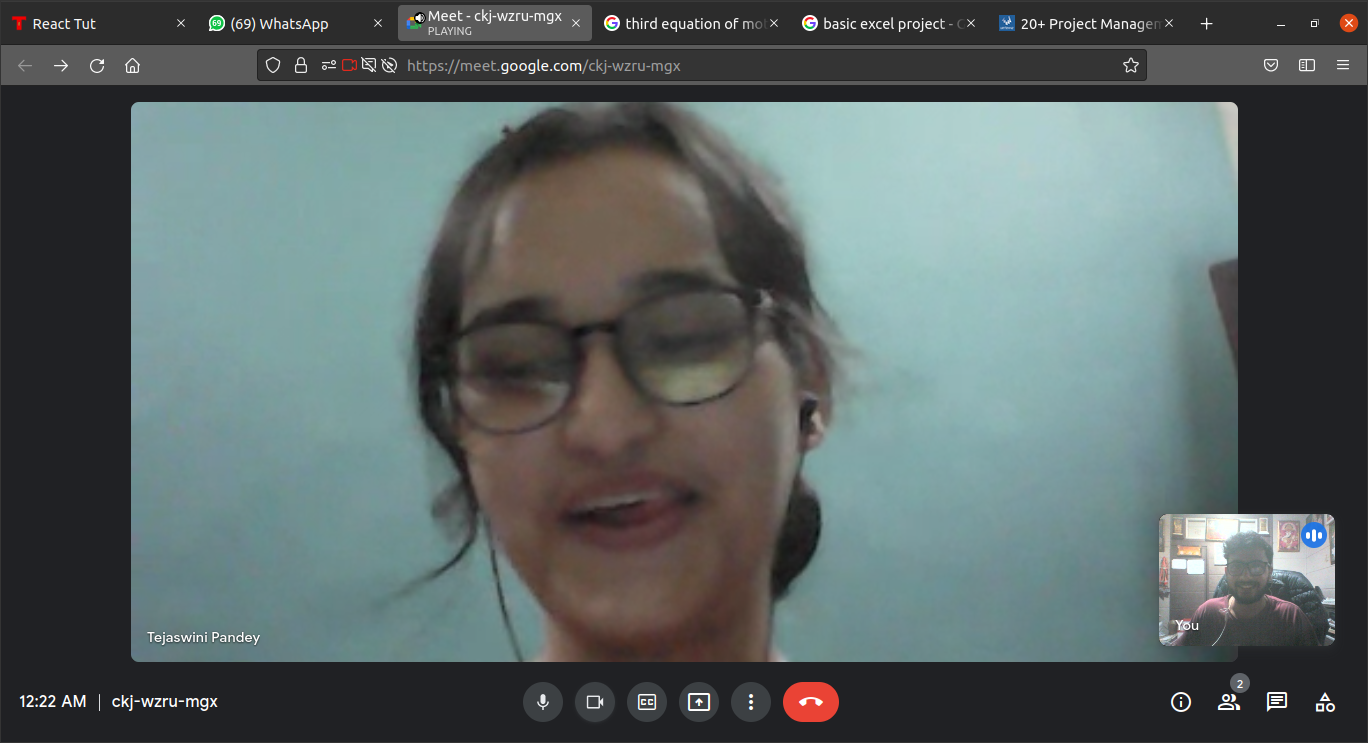 React Tut
(69) WhatsApp
Meet - ckj-wzru-mgx
PLAYING
third equation of mot
basic excel project -
20+ Project Managem
https://meet.google.com/ckj-wzru-mgx
Tejaswini Pandey
You
12:22 AM | ckj-wzru-mgx
CC
2